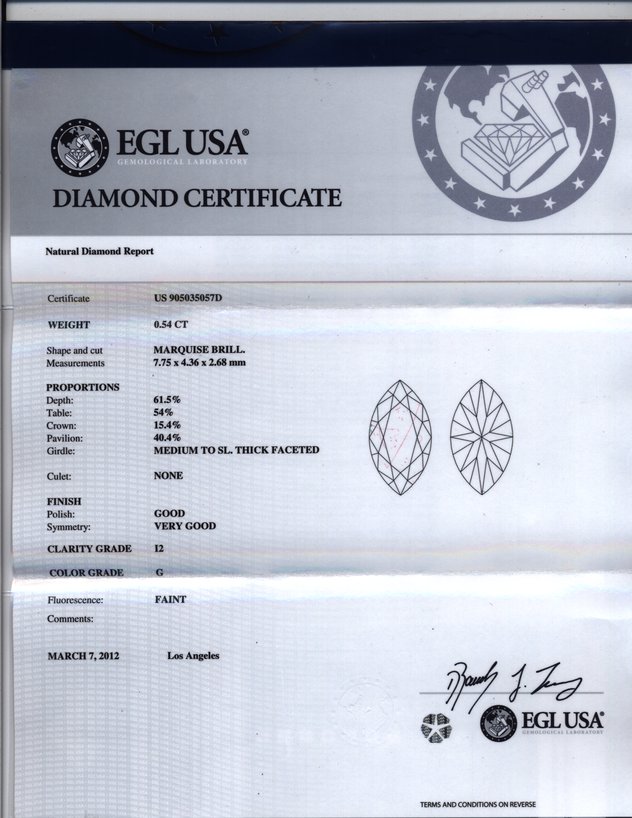 EGL USA®
GEMOLOGICAL LABORATORY
DIAMOND CERTIFICATE
Natural Diamond Report
Certificate US 905035057D
WEIGHT 0.54 CT
Shape and cut MARQUISE BRILL.
Measurements 7.75 x 4.36 x 2.68 mm
PROPORTIONS
Depth: 61.5%
Table: 54%
Crown: 15.4%
Pavilion: 40.4%
Girdle: MEDIUM TO SL. THICK FACETED
Culet: NONE
FINISH
Polish: GOOD
Symmetry: VERY GOOD
CLARITY GRADE I2
COLOR GRADE G
Fluorescence: FAINT
Comments:
MARCH 7, 2012 Los Angeles
EGL USA®
GEMOLOGICAL LABORATORY
TERMS AND CONDITIONS ON REVERSE